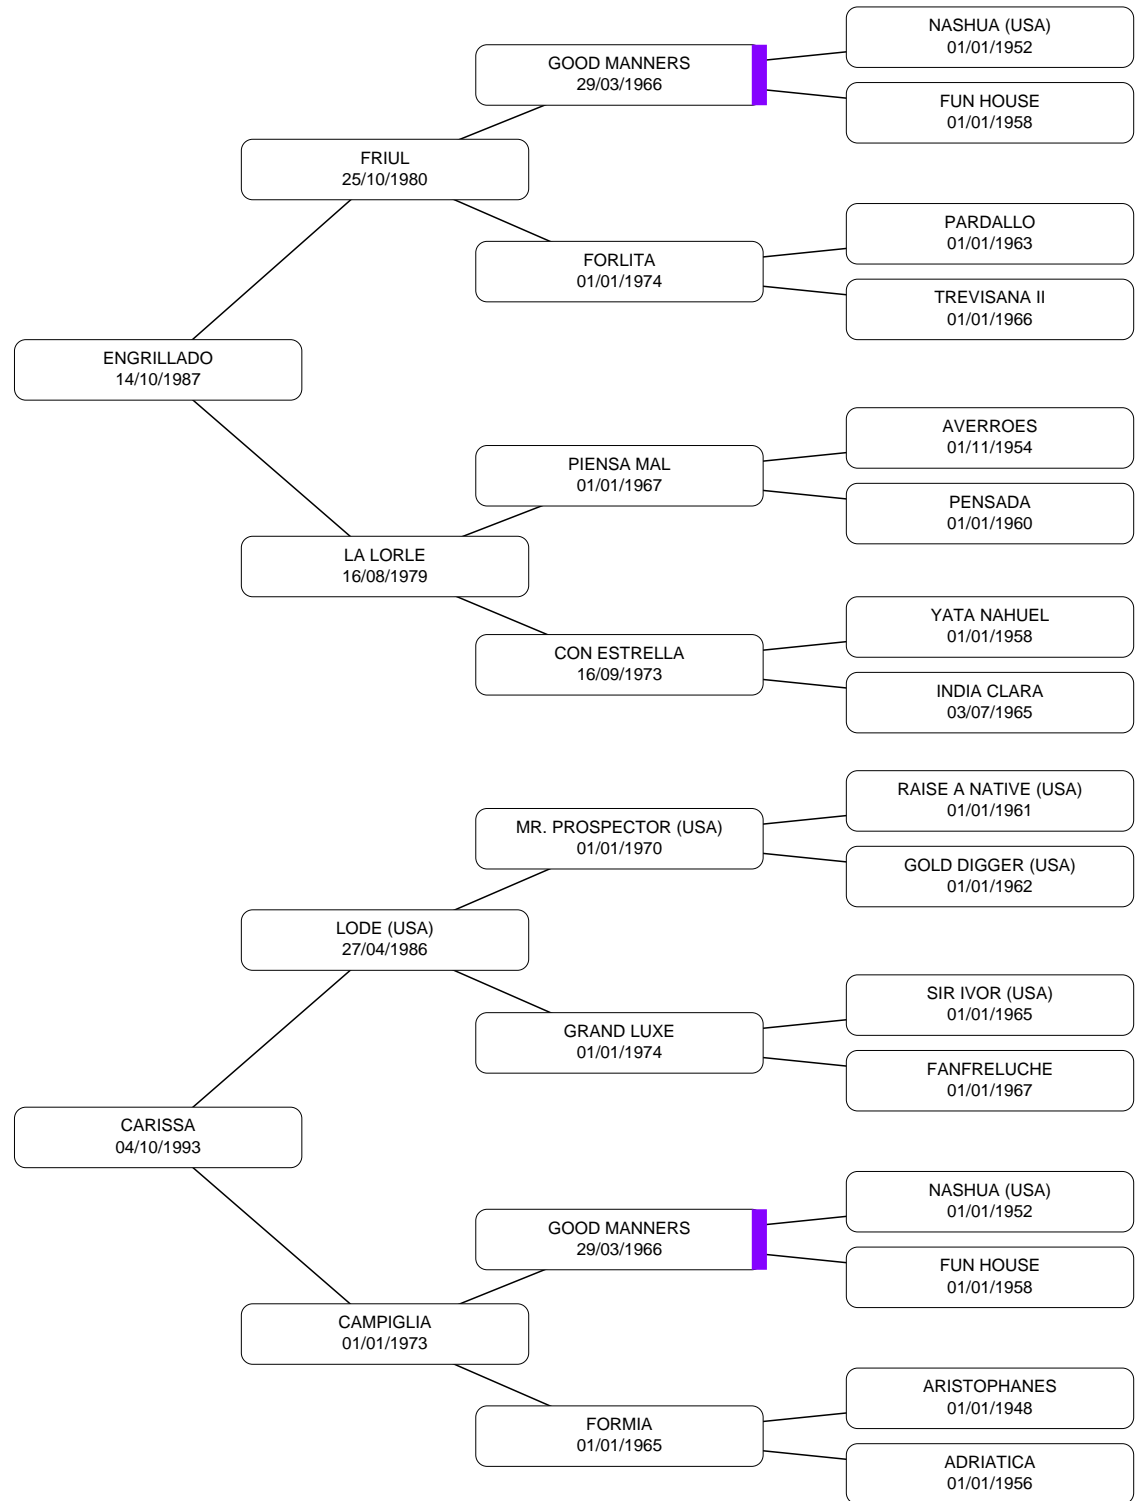 NASHUA (USA)
01/01/1952
GOOD MANNERS
29/03/1966
FUN HOUSE
01/01/1958
FRIUL
25/10/1980
PARDALLO
01/01/1963
FORLITA
01/01/1974
TREVISANA II
01/01/1966
ENGRILLADO
14/10/1987
AVERROES
01/11/1954
PIENSA MAL
01/01/1967
PENSADA
01/01/1960
LA LORLE
16/08/1979
YATA NAHUEL
01/01/1958
CON ESTRELLA
16/09/1973
INDIA CLARA
03/07/1965
RAISE A NATIVE (USA)
01/01/1961
MR. PROSPECTOR (USA)
01/01/1970
GOLD DIGGER (USA)
01/01/1962
LODE (USA)
27/04/1986
SIR IVOR (USA)
01/01/1965
GRAND LUXE
01/01/1974
FANFRELUCHE
01/01/1967
CARISSA
04/10/1993
NASHUA (USA)
01/01/1952
GOOD MANNERS
29/03/1966
FUN HOUSE
01/01/1958
CAMPIGLIA
01/01/1973
ARISTOPHANES
01/01/1948
FORMIA
01/01/1965
ADRIATICA
01/01/1956